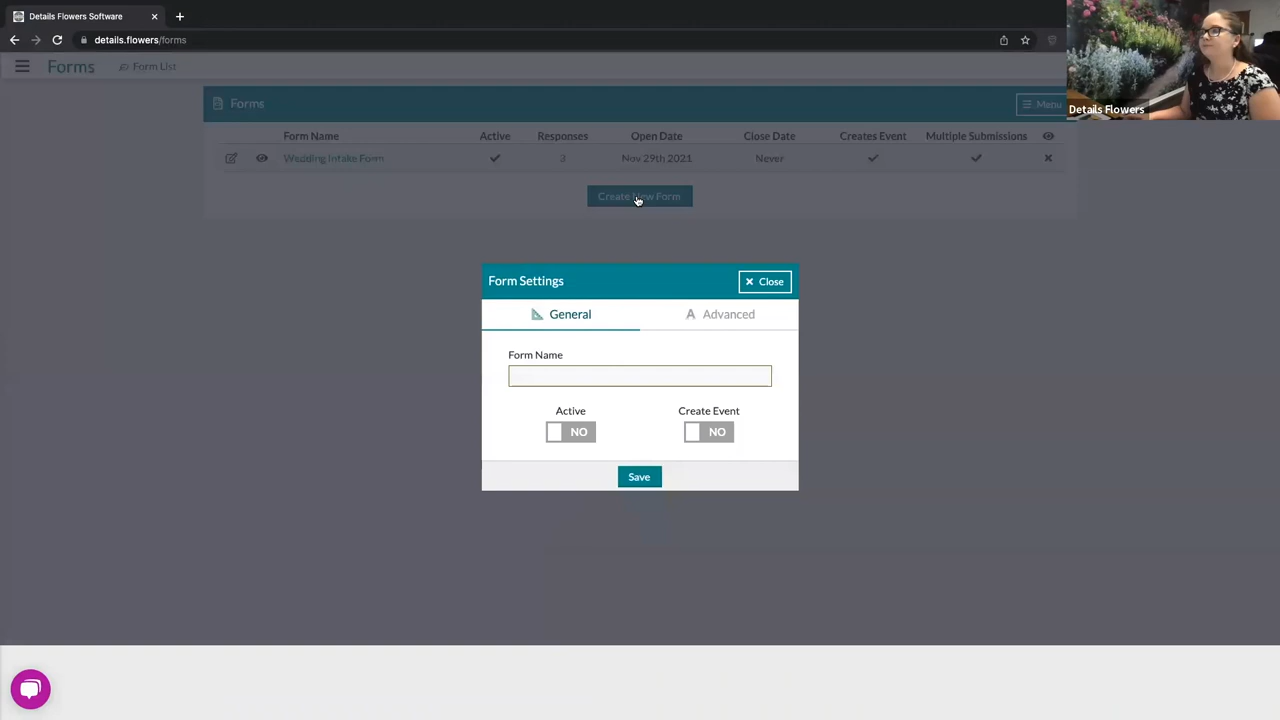 Details Flowers Software
details.flowers/forms
Forms
Form List
Forms
Menu
Form Name Active Responses Open Date Close Date Creates Event Multiple Submissions
Wedding Intake Form 3 Nov 29th 2021 Never
Create New Form
Form Settings
Close
General
A Advanced
Form Name
Active Create Event
NO NO
Save
Details Flowers